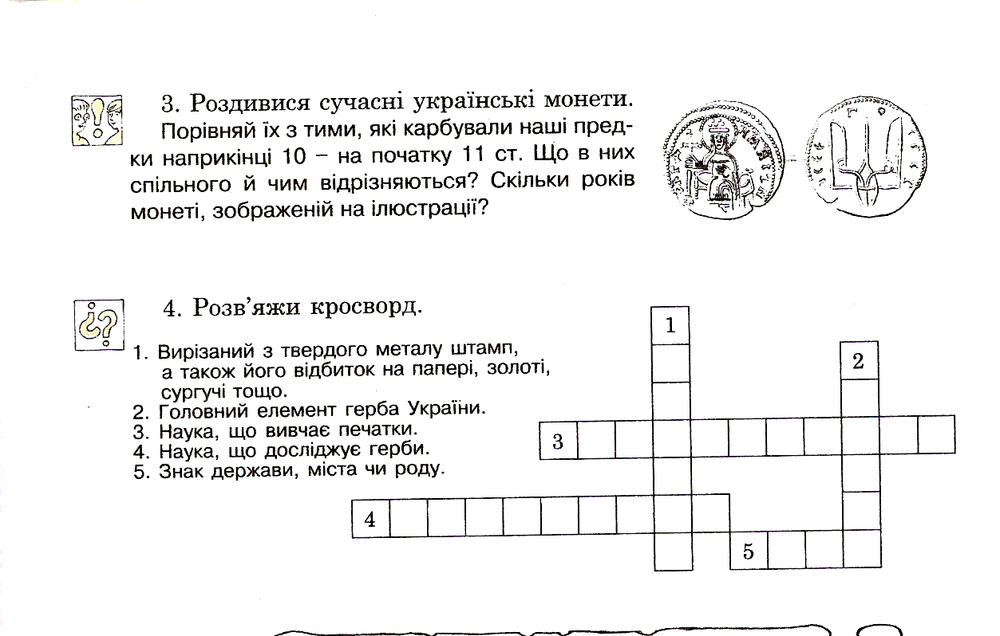 3. Роздивися сучасні українські монети.
Порівняй їх з тими, які карбували наші пред-
ки наприкінці 10 – на початку 11 ст. Що в них
спільного й чим відрізняються? Скільки років
монеті, зображеній на ілюстрації?
4. Розв’яжи кросворд.
1. Вирізаний з твердого металу штамп,
а також його відбиток на папері, золоті,
сургучі тощо.
2. Головний елемент герба України.
3. Наука, що вивчає печатки.
4. Наука, що досліджує герби.
5. Знак держави, міста чи роду.
1
2
3
4
5